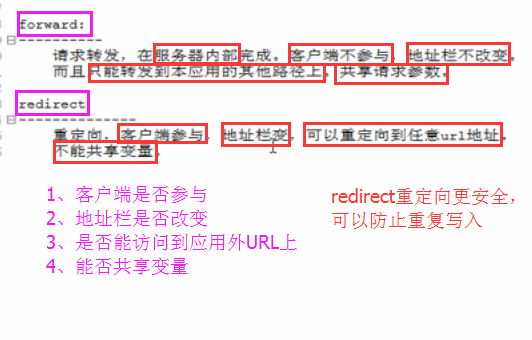 forward:
----------
请求转发，在服务器内部完成。客户端不参与，地址栏不改变，
而且只能转发到本应用的其他路径上，共享请求参数。
redirect
--------------
重定向，客户端参与，地址栏变，可以重定向到任意url地址，
不能共享变量，
1、客户端是否参与
2、地址栏是否改变
3、是否能访问到应用外URL上
4、能否共享变量
redirect重定向更安全，
可以防止重复写入